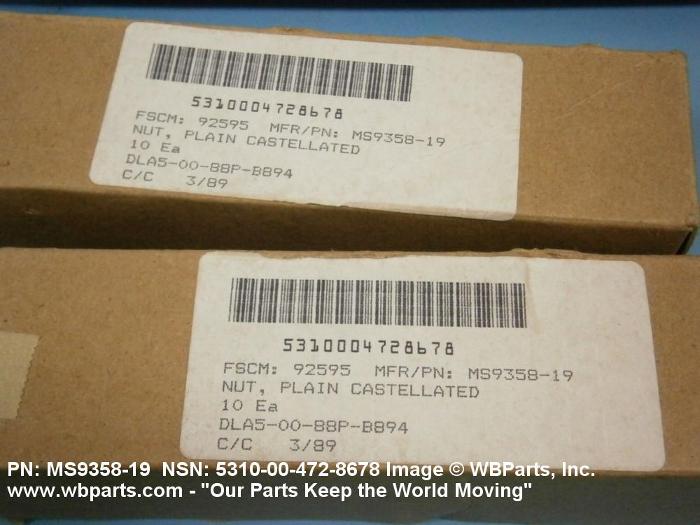 5310004728678
FSCM: 92595 MFR/PN: MS9358-19
NUT, PLAIN CASTELLATED
10 Ea
DLA5-00-88P-B894
C/C 3/89
5310004728678
FSCM: 92595 MFR/PN: MS9358-19
NUT, PLAIN CASTELLATED
10 Ea
DLA5-00-88P-B894
C/C 3/89
PN: MS9358-19 NSN: 5310-00-472-8678 Image © WBParts, Inc.
www.wbparts.com - "Our Parts Keep the World Moving"